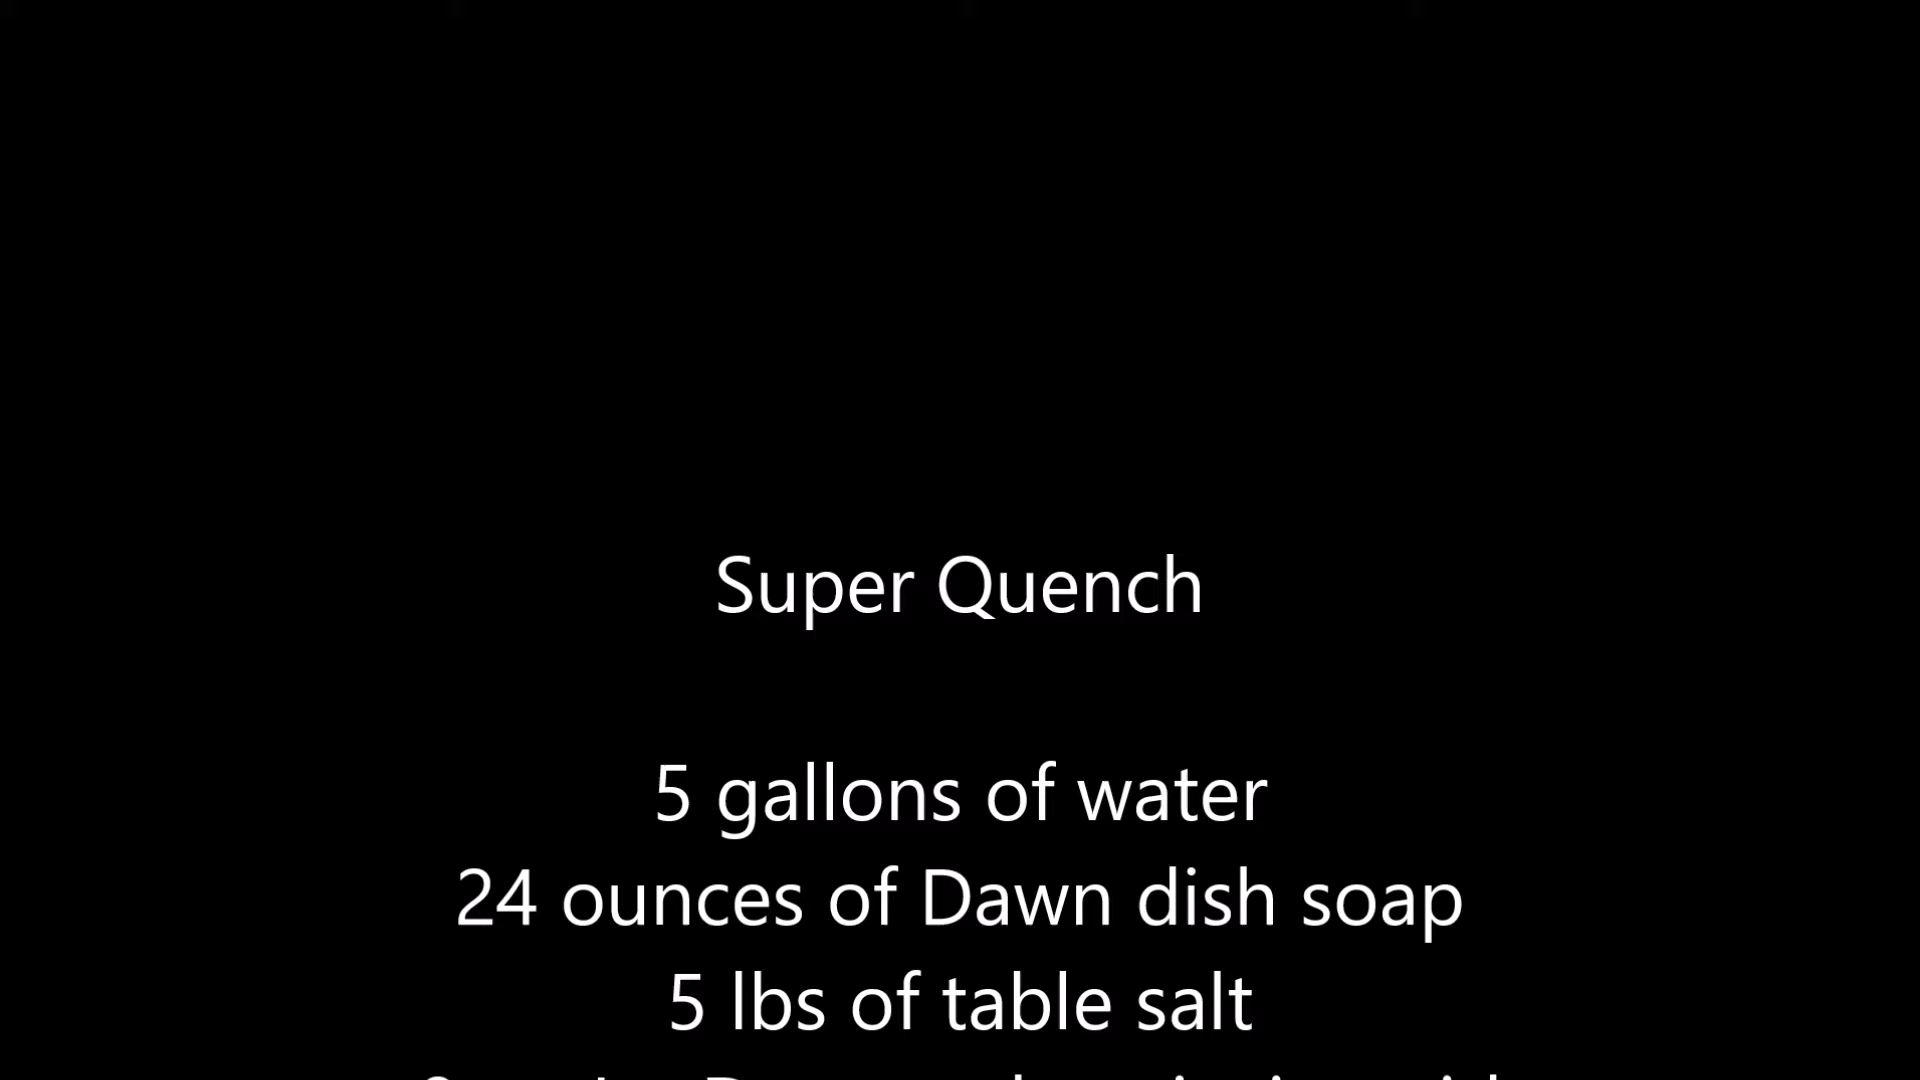 Super Quench
5 gallons of water
24 ounces of Dawn dish soap
5 lbs of table salt